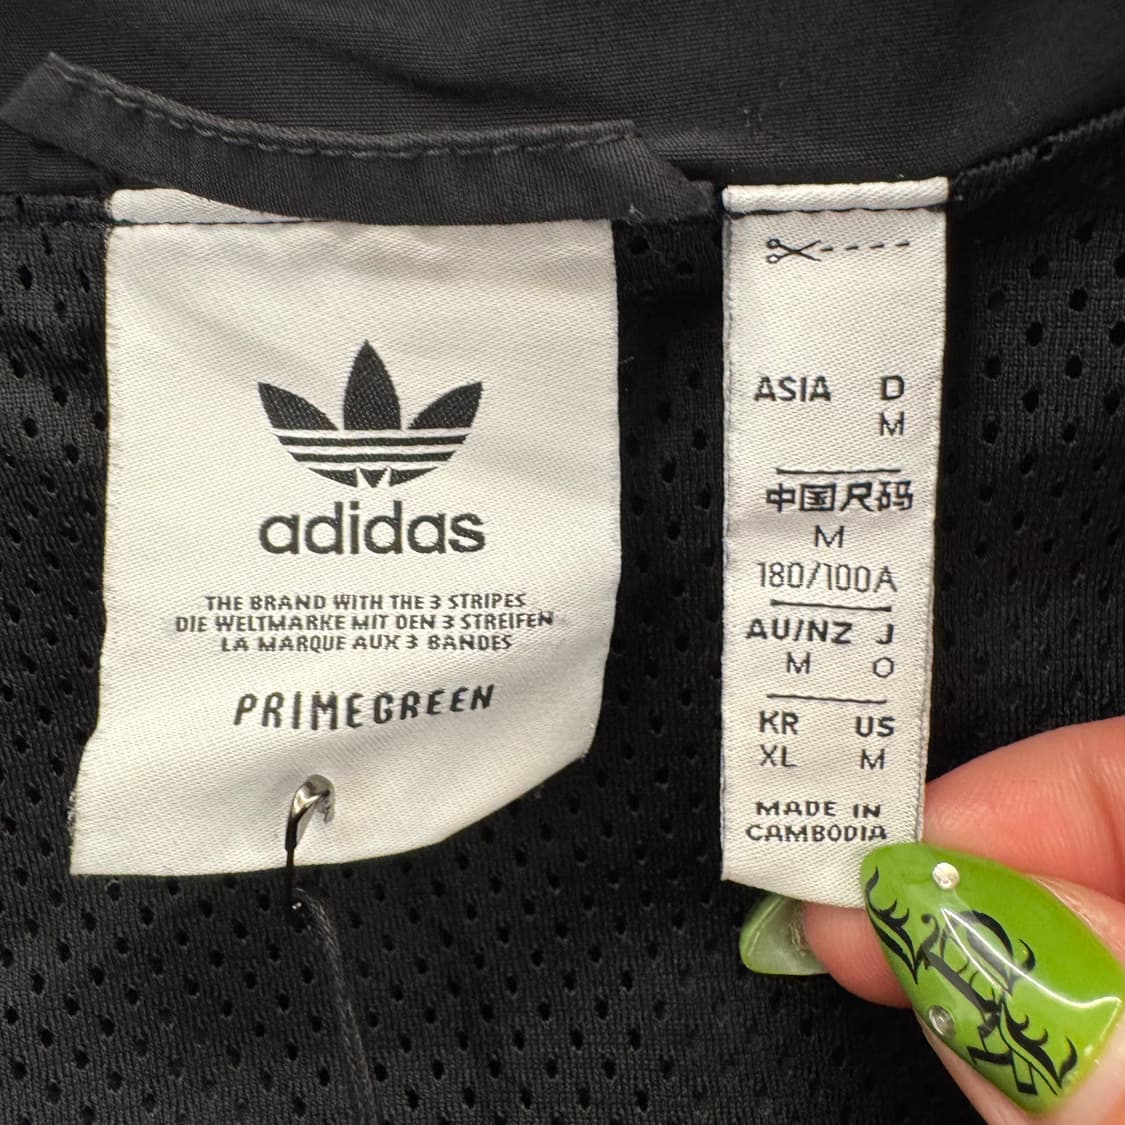 adidas
THE BRAND WITH THE 3 STRIPES
DIE WELTMARKE MIT DEN 3 STREIFEN
LA MARQUE AUX 3 BANDES
PRIMEGREEN
ASIA D
M
中国尺码
M
180/100A
AU/NZ J
M O
KR US
XL M
MADE IN
CAMBODIA